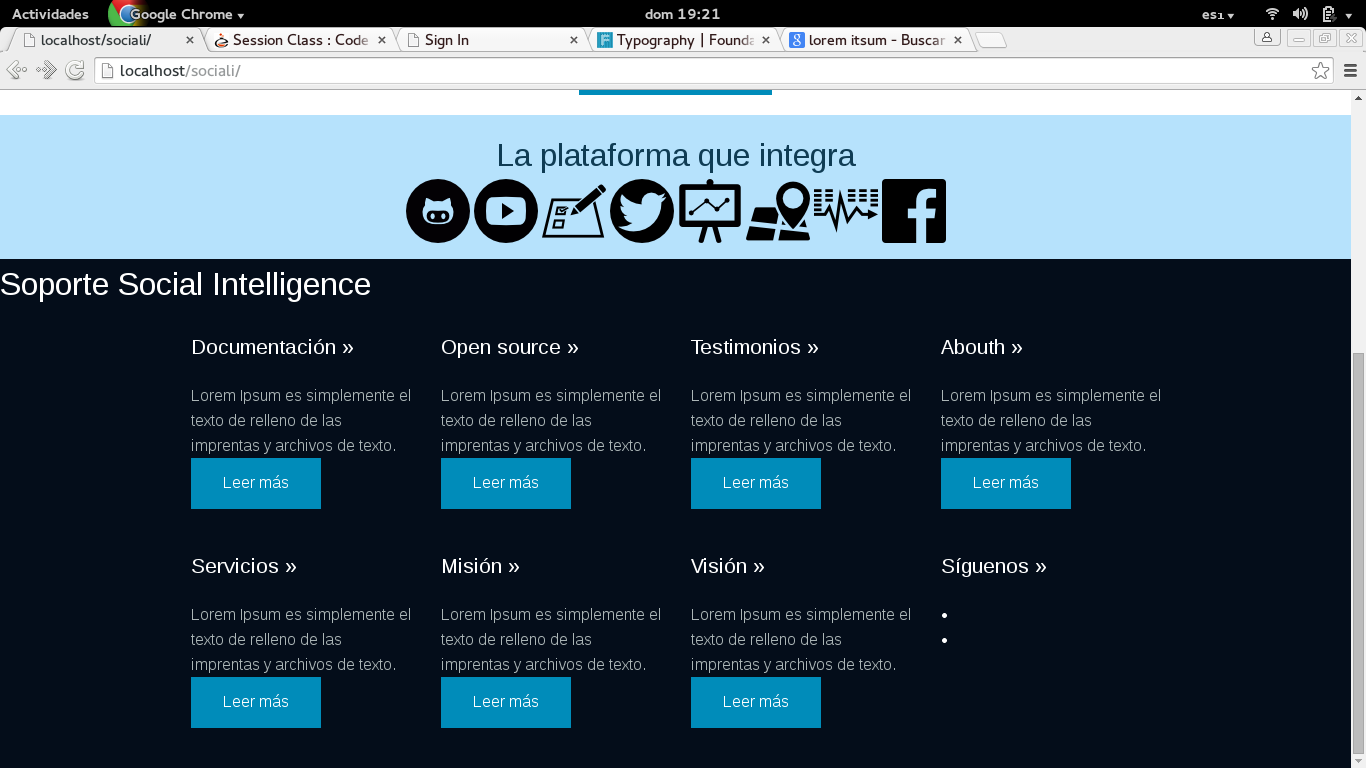 Actividades Google Chrome dom 19:21 es1
localhost/sociali/ Session Class : Code Sign In Typography | Founda lorem itsum - Buscar
localhost/sociali/
La plataforma que integra
Soporte Social Intelligence
Documentación » Open source » Testimonios » Abouth »
Lorem Ipsum es simplemente el Lorem Ipsum es simplemente el Lorem Ipsum es simplemente el Lorem Ipsum es simplemente el
texto de relleno de las texto de relleno de las texto de relleno de las texto de relleno de las
imprentas y archivos de texto. imprentas y archivos de texto. imprentas y archivos de texto. imprentas y archivos de texto.
Leer más Leer más Leer más Leer más
Servicios » Misión » Visión » Síguenos »
Lorem Ipsum es simplemente el Lorem Ipsum es simplemente el Lorem Ipsum es simplemente el
texto de relleno de las texto de relleno de las texto de relleno de las
imprentas y archivos de texto. imprentas y archivos de texto. imprentas y archivos de texto.
Leer más Leer más Leer más